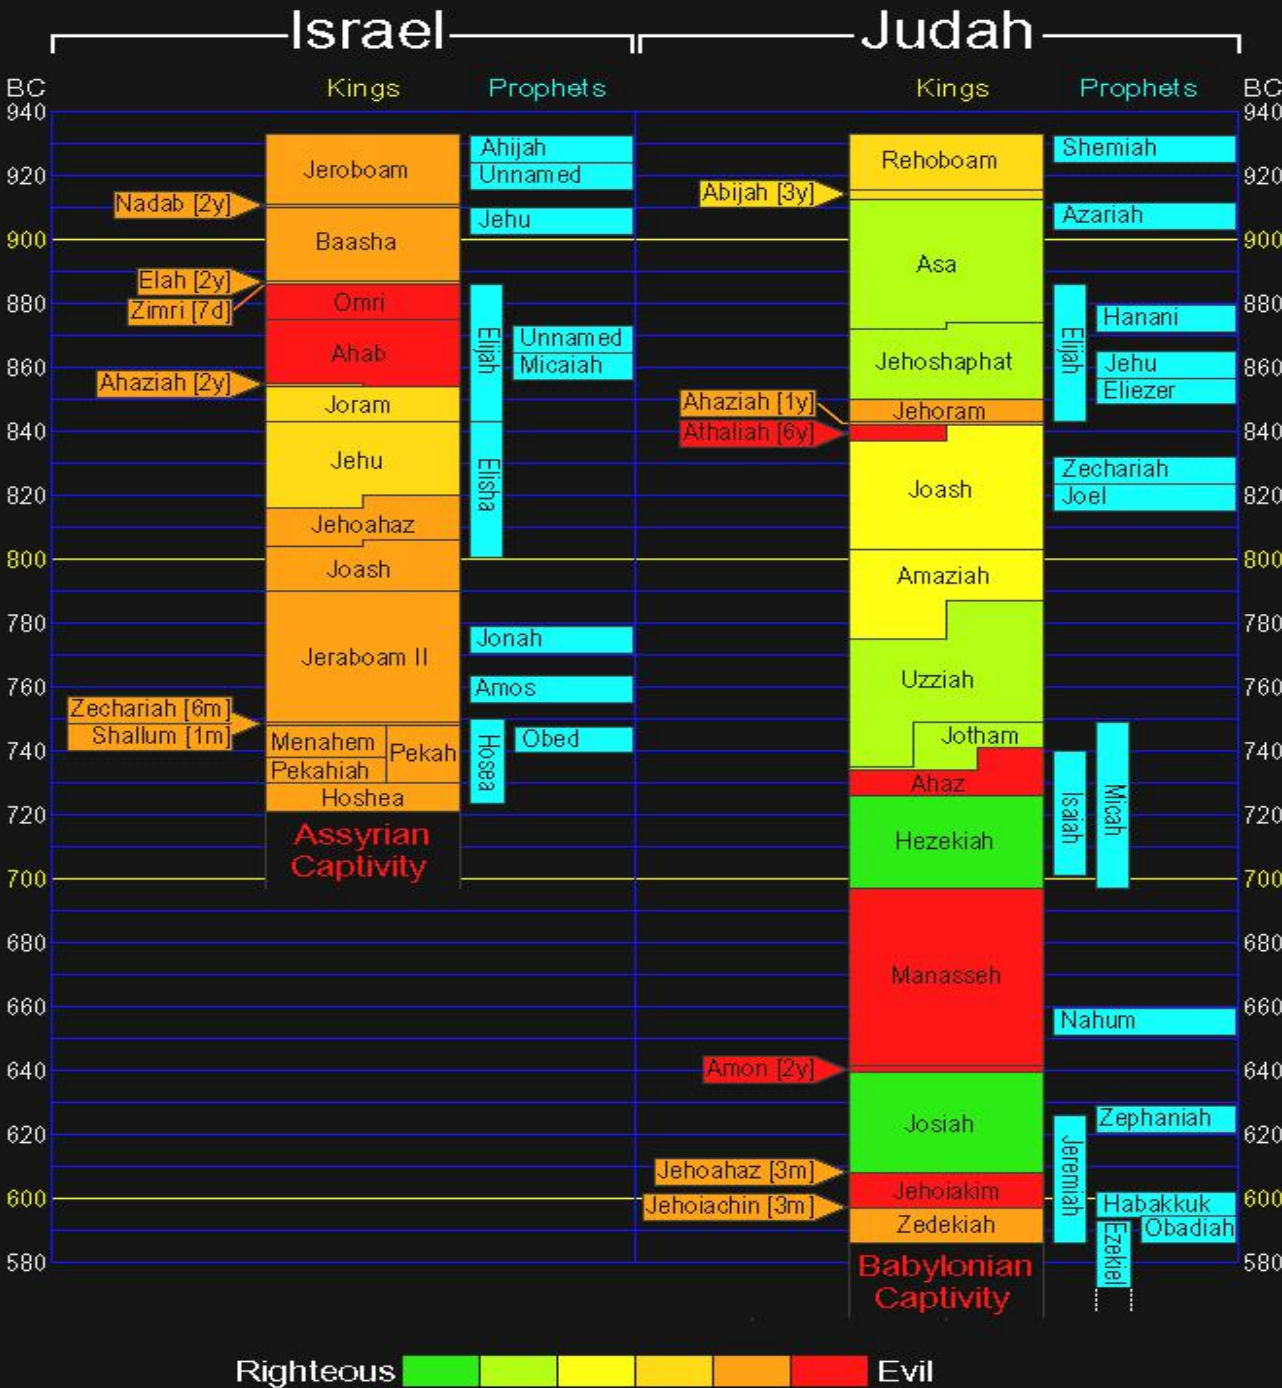 Israel
Judah
BC
Kings
Prophets
Kings
Prophets
BC
940
940
Ahijah
Shemiah
Jeroboam
Rehoboam
920
Unnamed
920
Nadab [2y]
Abijah [3y]
Jehu
Azariah
900
Baasha
900
Asa
Elah [2y]
880
Omri
880
Zimri [7d]
Hanani
Elijah
Unnamed
Elijah
Ahab
Jehoshaphat
860
Micaiah
Jehu
860
Ahaziah [2y]
Eliezer
Joram
Ahaziah [1y]
Jehoram
840
Athaliah [6y]
840
Jehu
Zechariah
Elisha
Joash
820
Joel
820
Jehoahaz
800
Joash
800
Amaziah
780
780
Jonah
Jeraboam II
760
Amos
Uzziah
760
Zechariah [6m]
Shallum [1m]
Menahem
Pekah
Hosea
Obed
Jotham
740
740
Pekahiah
Hoshea
Ahaz
Isaiah
Micah
720
720
Assyrian
Captivity
Hezekiah
700
700
680
680
Manasseh
660
Nahum
660
640
Amon [2y]
640
620
Josiah
Zephaniah
620
Jeremiah
Jehoahaz [3m]
600
Jehoiakim
600
Jehoiachin [3m]
Habakkuk
Zedekiah
Ezekiel
Obadiah
580
580
Babylonian
Captivity
Righteous
Evil